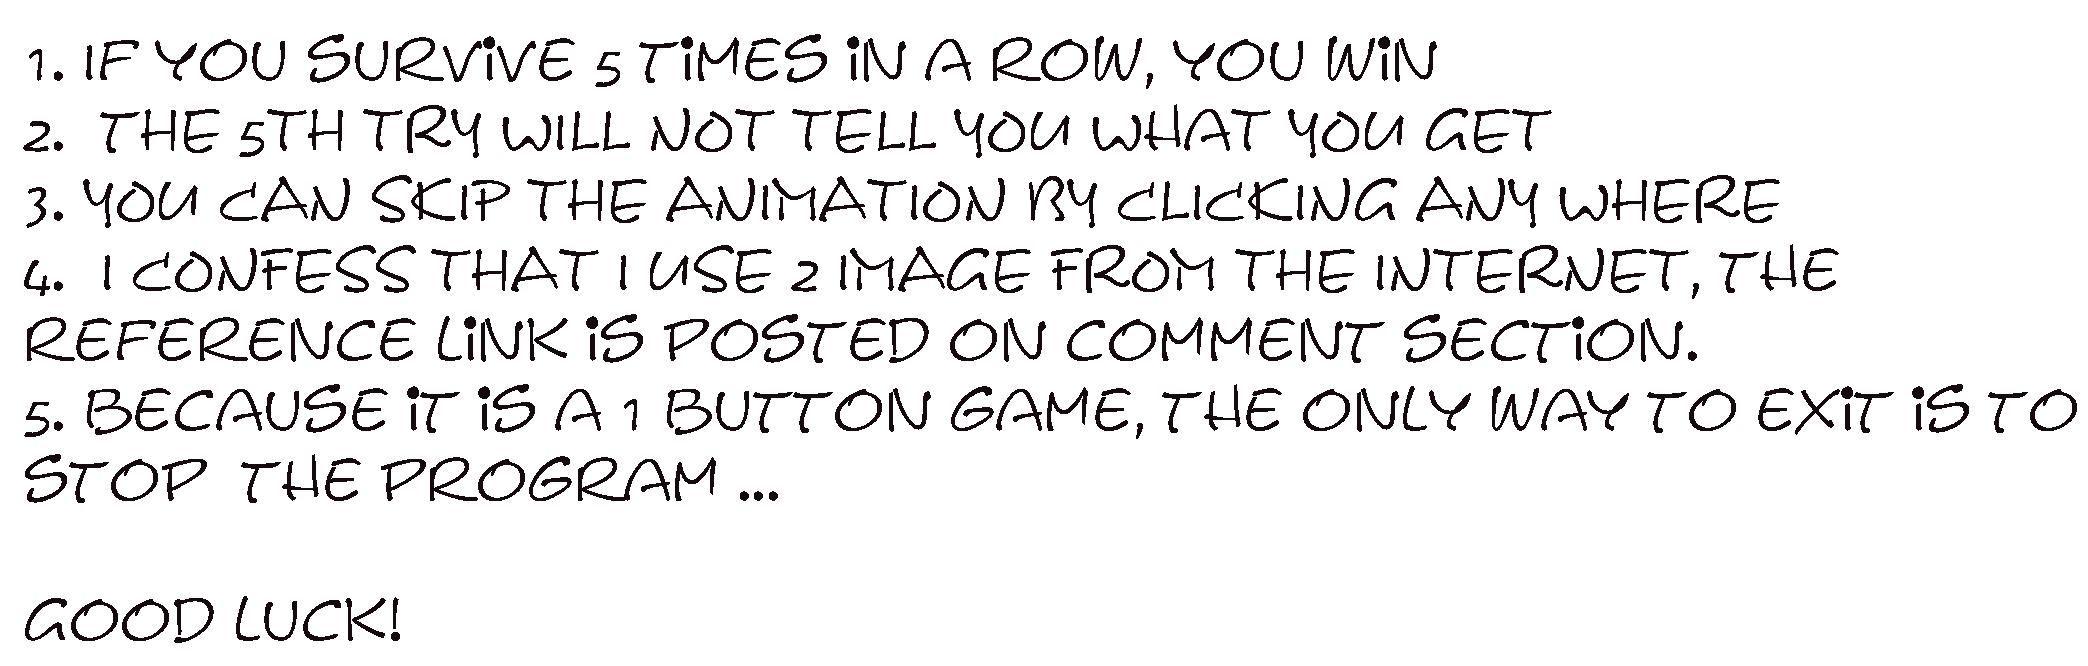 1. IF YOU SURViVE 5 TiMES iN A ROW, YOU WiN
2. THE 5TH TRY WILL NOT TELL YOU WHAT YOU GET
3. YOU CAN SKIP THE ANIMATION BY CLICKING ANY WHERE
4. I CONFESS THAT I USE 2 IMAGE FROM THE INTERNET, THE
REFERENCE LiNK iS POSTED ON COMMENT SECTiON.
5. BECAUSE iT iS A 1 BUTTON GAME, THE ONLY WAY TO EXiT iS TO
STOP THE PROGRAM ...
GOOD LUCK!